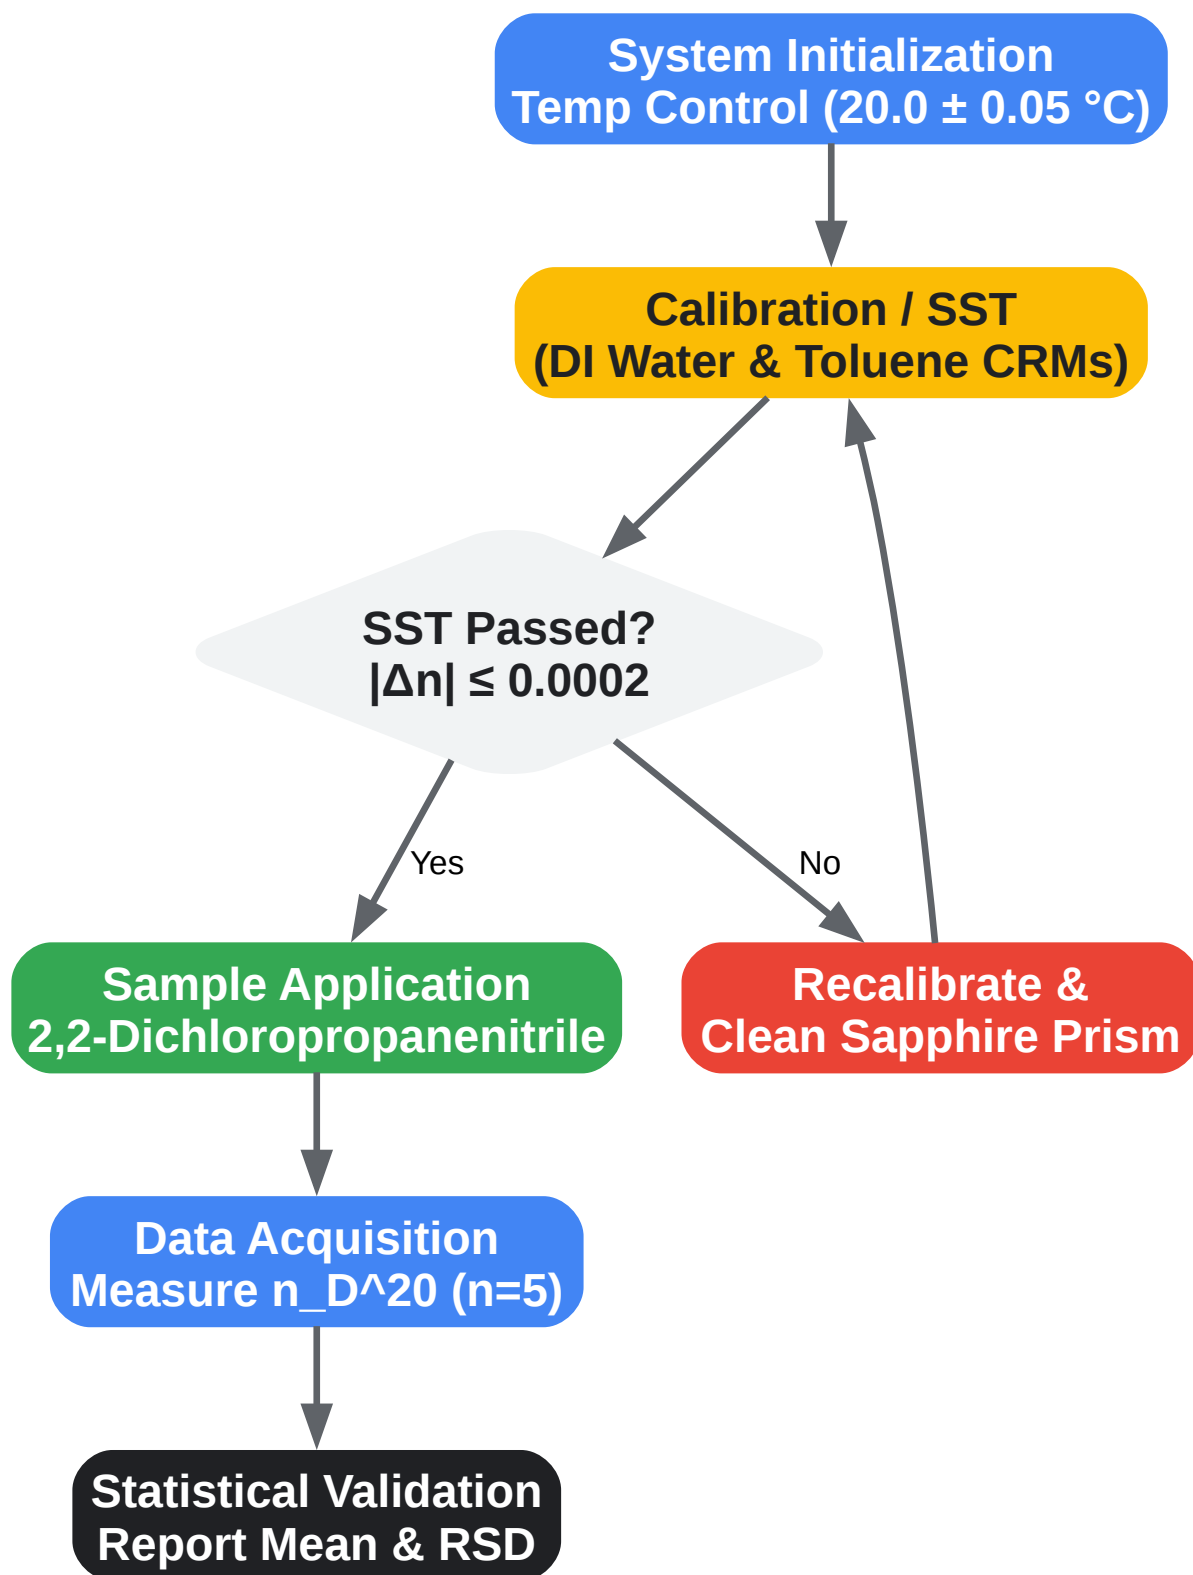 System Initialization
Temp Control (20.0 ± 0.05 °C)
Calibration / SST
(DI Water & Toluene CRMs)
SST Passed?
|Δn| ≤ 0.0002
Yes
No
Sample Application
2,2-Dichloropropanenitrile
Recalibrate &
Clean Sapphire Prism
Data Acquisition
Measure n_D^20 (n=5)
Statistical Validation
Report Mean & RSD